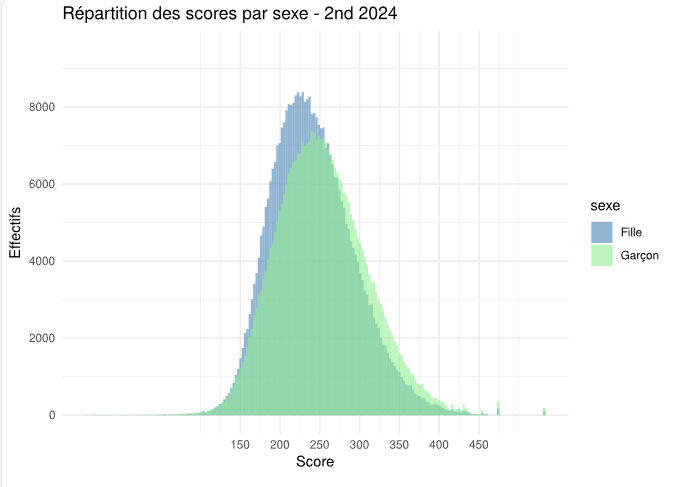 Répartition des scores par sexe - 2nd 2024
Effectifs
8000
6000
4000
2000
0
150 200 250 300 350 400 450
Score
sexe
Fille
Garçon